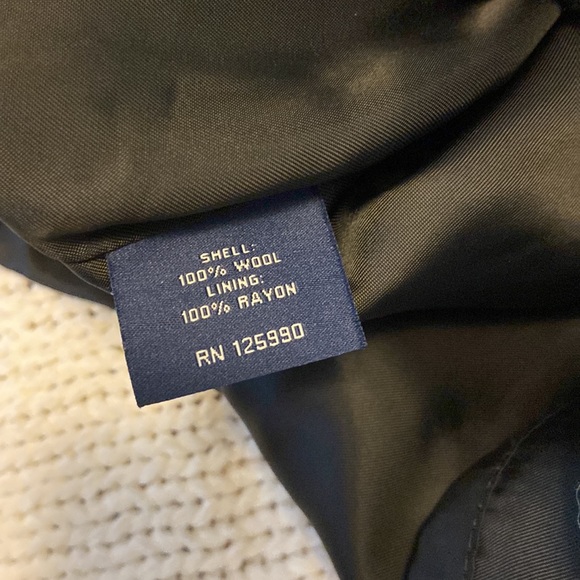 SHELL:
100% WOOL
LINING:
100% RAYON
RN 125990